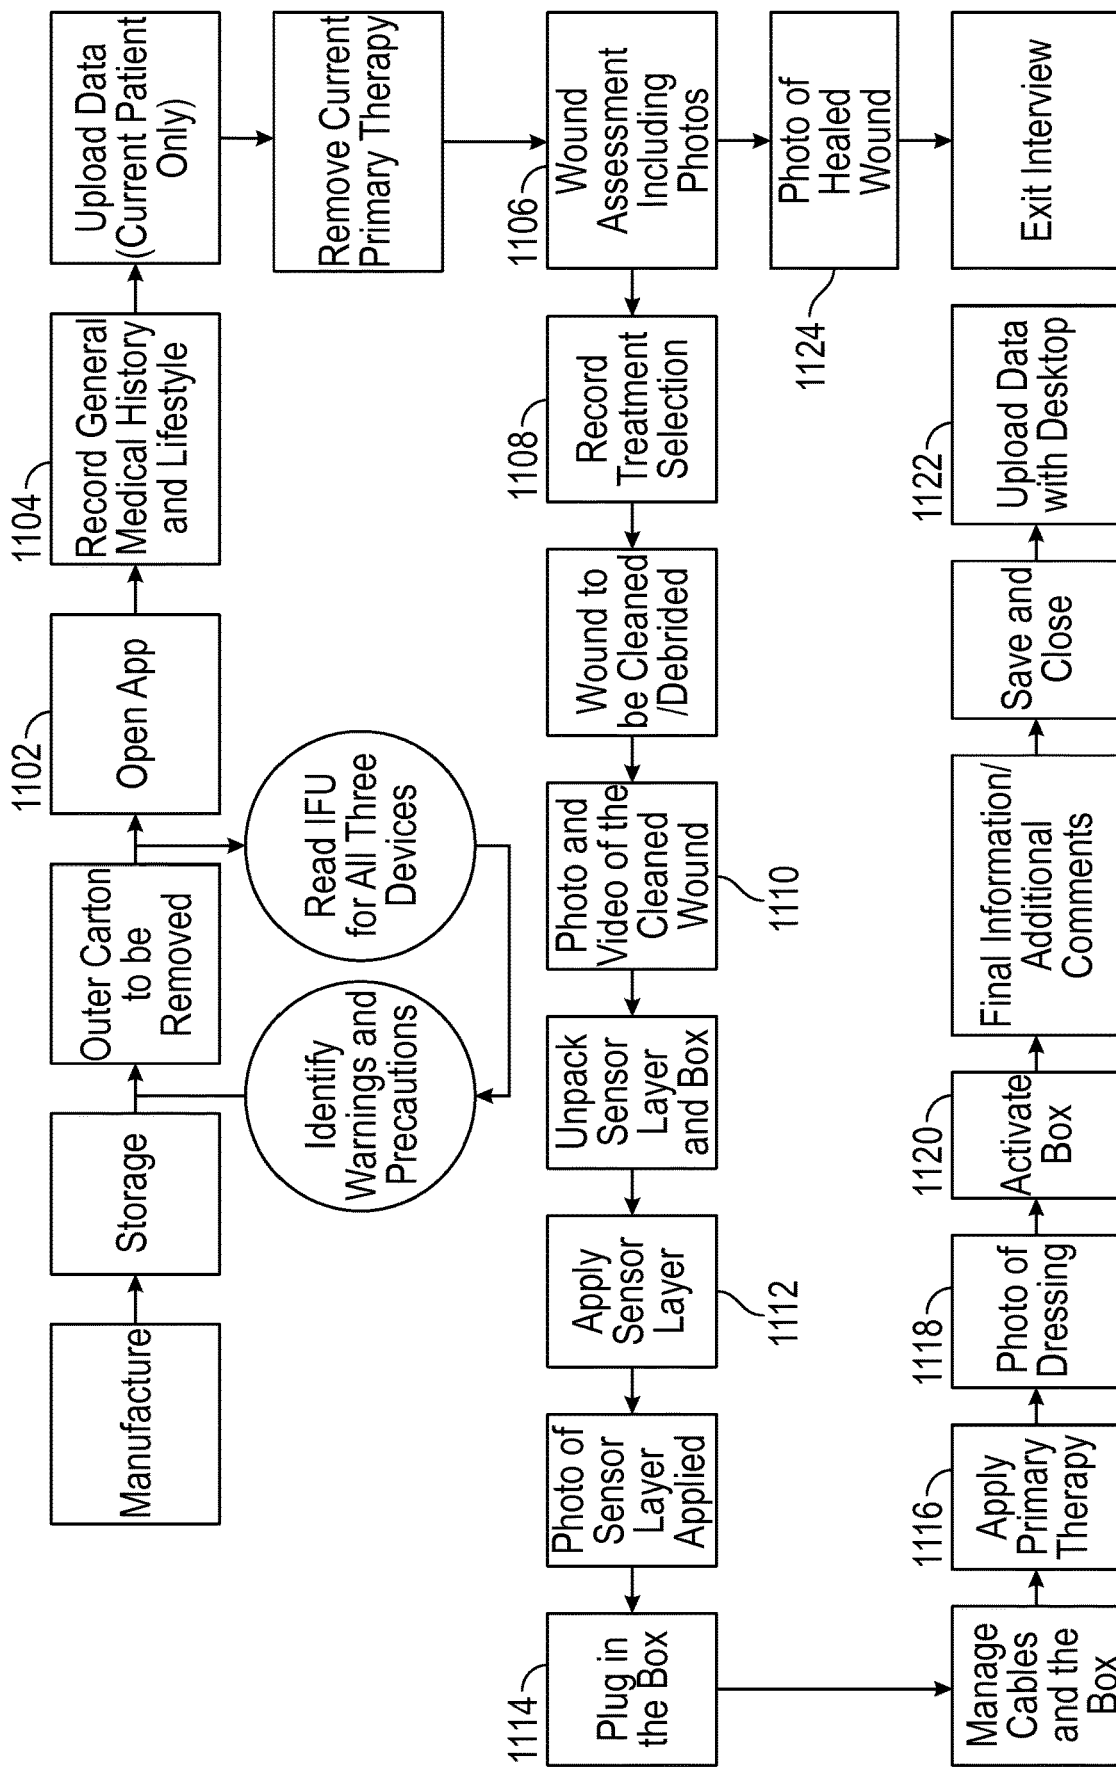 Manufacture
Storage
Outer Carton
to be
Removed
1102
Open App
1104
Record General
Medical History
and Lifestyle
Upload Data
(Current Patient
Only)
Identify
Warnings and
Precautions
Read IFU
for All Three
Devices
Remove Current
Primary Therapy
1114
Plug in
the Box
Photo of
Sensor
Layer
Applied
Apply
Sensor
Layer
1112
Unpack
Sensor
Layer
and Box
Photo and
Video of the
Cleaned
Wound
1110
Wound to
be Cleaned
/Debrided
1108
Record
Treatment
Selection
1106
Wound
Assessment
Including
Photos
Photo of
Healed
Wound
1124
Manage
Cables
and the
Box
1116
Apply
Primary
Therapy
1118
Photo of
Dressing
1120
Activate
Box
Final Information/
Additional
Comments
Save and
Close
1122
Upload Data
with Desktop
Exit Interview